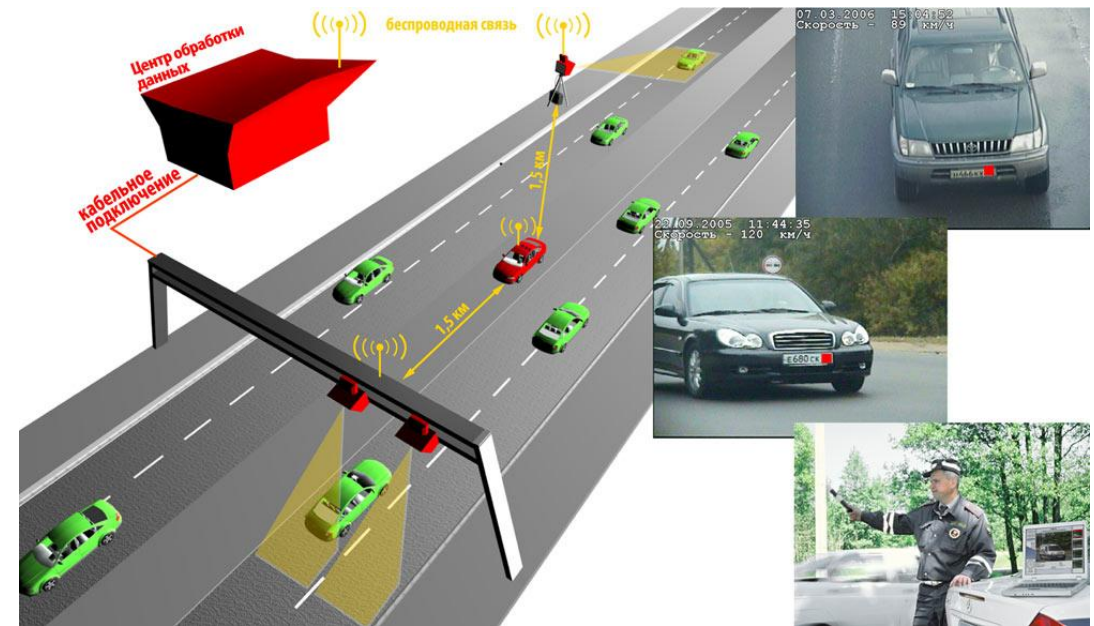 беспроводная связь
Центр обработки
данных
кабельное
подключение
1,5 км
1,5 км
07.03.2006 15:04:52
Скорость - 89 км/ч
23.09.2005 11:44:35
Скорость - 120 км/ч
Е680СК